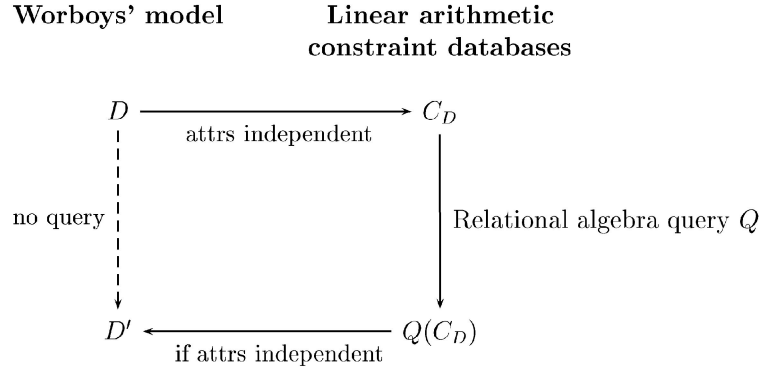 Worboys' model
Linear arithmetic
constraint databases
D
C_D
attrs independent
no query
Relational algebra query Q
D'
Q(C_D)
if attrs independent